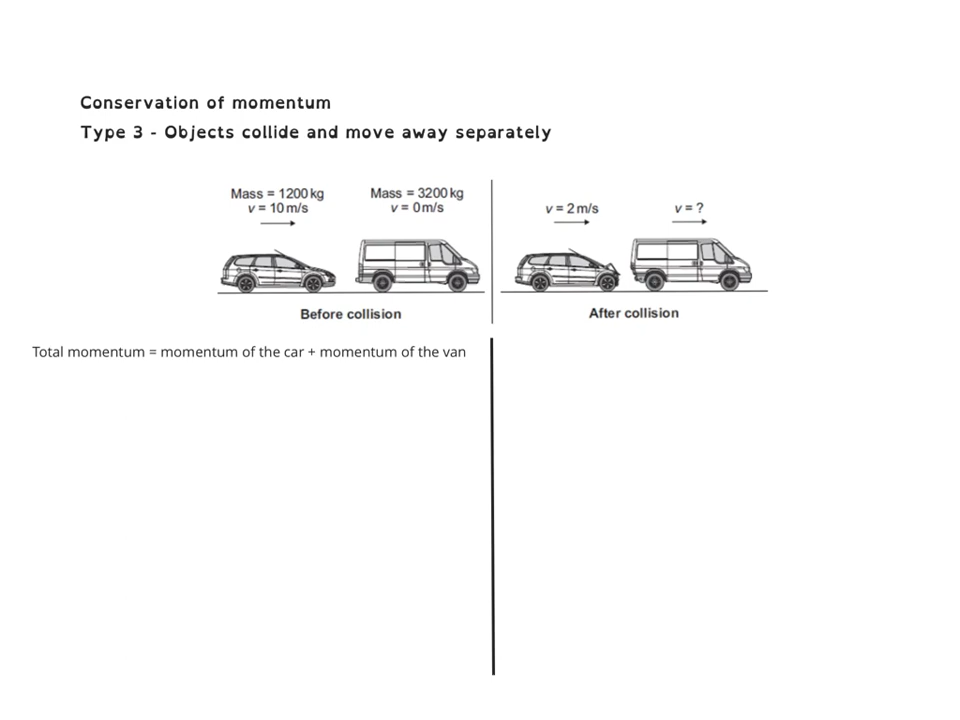 Conservation of momentum
Type 3 - Objects collide and move away separately
Mass = 1200 kg
v = 10 m/s
Mass = 3200 kg
v = 0 m/s
v = 2 m/s
v = ?
Before collision
After collision
Total momentum = momentum of the car + momentum of the van